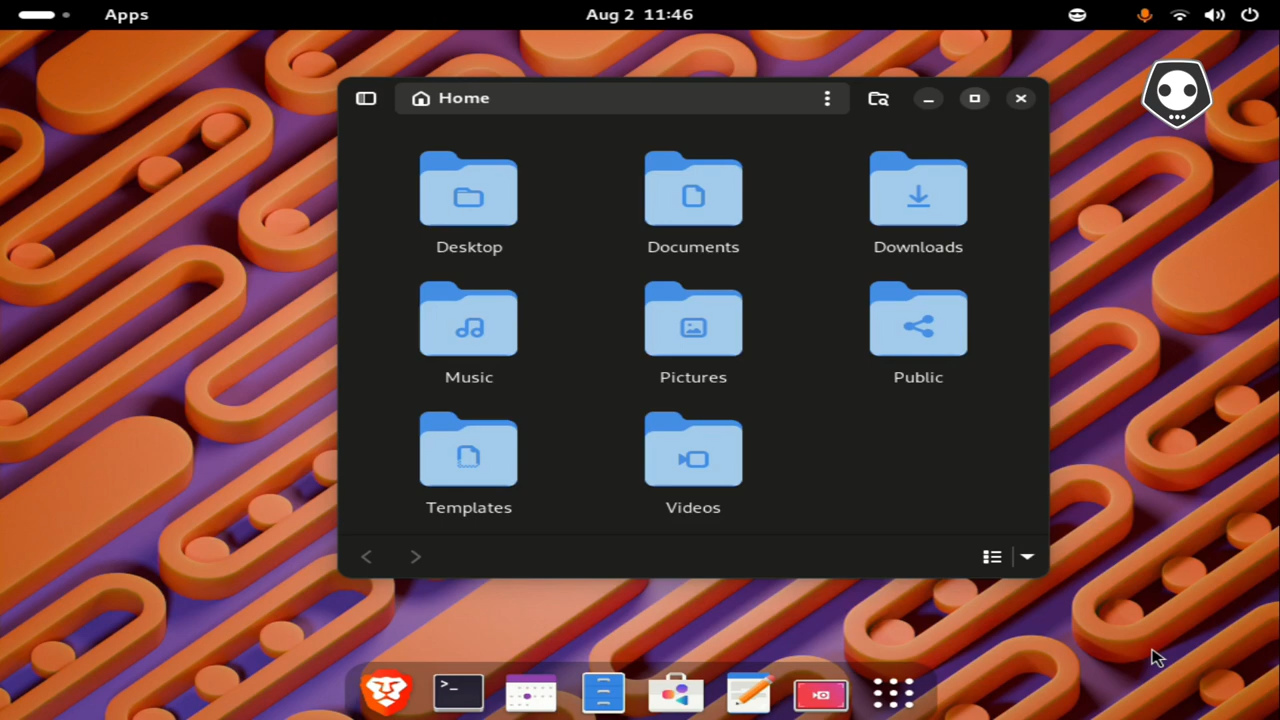 Apps
Aug 2 11:46
Home
Desktop
Documents
Downloads
Music
Pictures
Public
Templates
Videos
>_